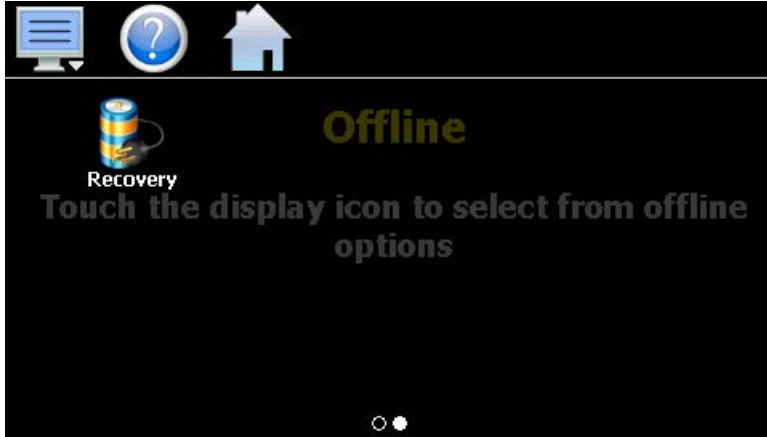 ?
Offline
Recovery
Touch the display icon to select from offline
options